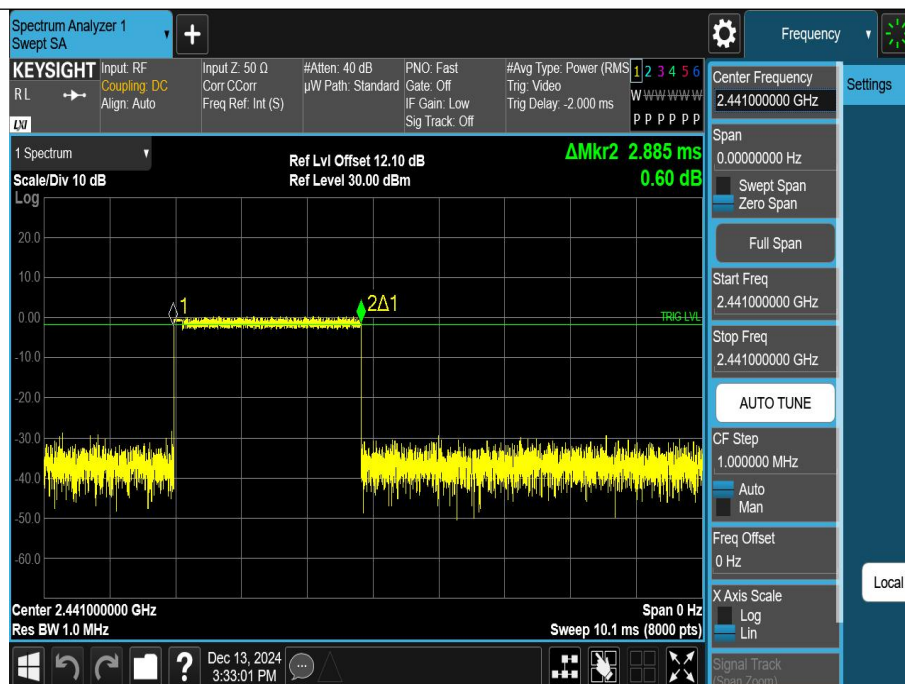 Spectrum Analyzer 1
Swept SA
Frequency
KEYSIGHT
R L
LXI
Input: RF
Coupling: DC
Align: Auto
Input Z: 50 Ω
Corr CCorr
Freq Ref: Int (S)
#Atten: 40 dB
µW Path: Standard
PNO: Fast
Gate: Off
IF Gain: Low
Sig Track: Off
#Avg Type: Power (RMS
Trig: Video
Trig Delay: -2.000 ms
1 2 3 4 5 6
W W W W W W
P P P P P P
1 Spectrum
Scale/Div 10 dB
Ref Lvl Offset 12.10 dB
Ref Level 30.00 dBm
ΔMkr2 2.885 ms
0.60 dB
Log
20.0
10.0
0.00
-10.0
-20.0
-30.0
-40.0
-50.0
-60.0
1
2Δ1
TRIG LVL
Center 2.441000000 GHz
Res BW 1.0 MHz
Span 0 Hz
Sweep 10.1 ms (8000 pts)
Center Frequency
2.441000000 GHz
Settings
Span
0.00000000 Hz
Swept Span
Zero Span
Full Span
Start Freq
2.441000000 GHz
Stop Freq
2.441000000 GHz
AUTO TUNE
CF Step
1.000000 MHz
Auto
Man
Freq Offset
0 Hz
X Axis Scale
Log
Lin
Local
Signal Track
(Span Zoom)
?
Dec 13, 2024
3:33:01 PM